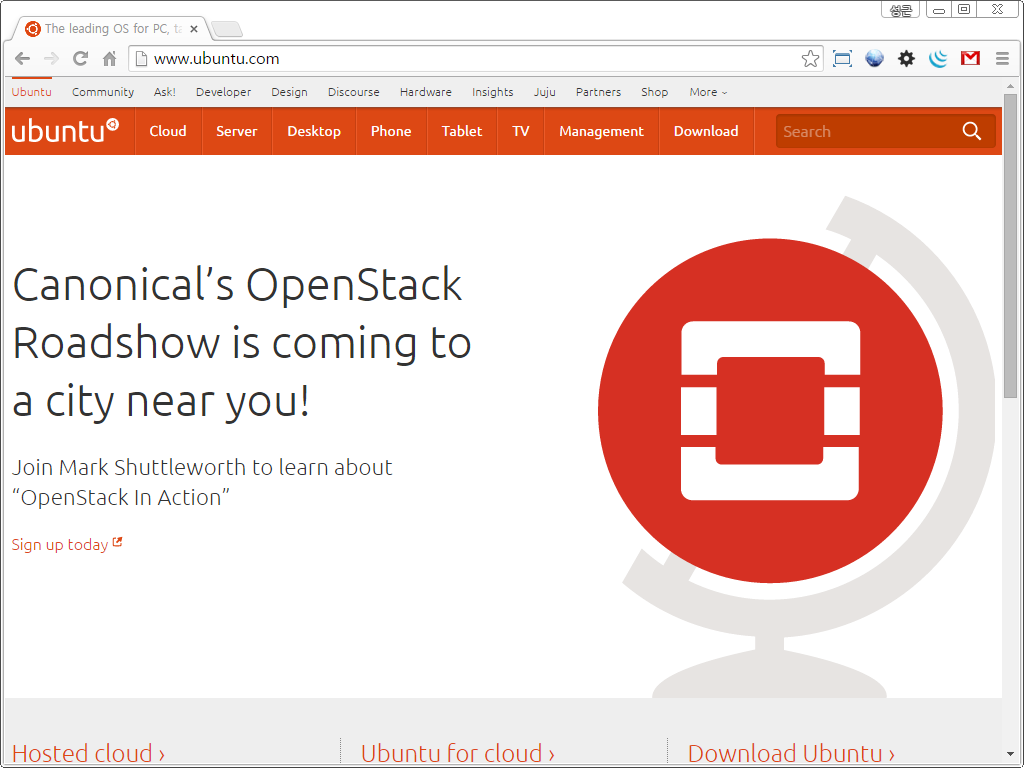 성근
The leading OS for PC, ta
www.ubuntu.com
Ubuntu Community Ask! Developer Design Discourse Hardware Insights Juju Partners Shop More
ubuntu Cloud Server Desktop Phone Tablet TV Management Download Search
Canonical’s OpenStack
Roadshow is coming to
a city near you!
Join Mark Shuttleworth to learn about
“OpenStack In Action”
Sign up today
Hosted cloud › Ubuntu for cloud › Download Ubuntu ›